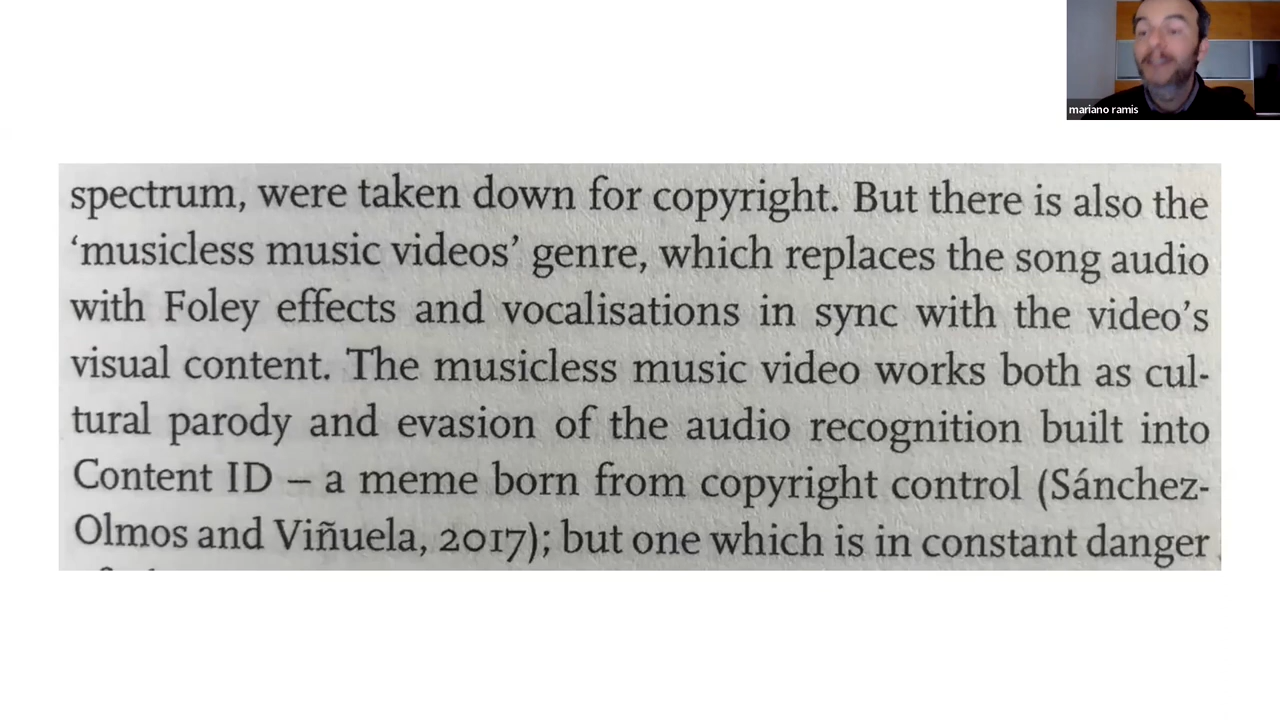 mariano ramis
spectrum, were taken down for copyright. But there is also the
‘musicless music videos’ genre, which replaces the song audio
with Foley effects and vocalisations in sync with the video’s
visual content. The musicless music video works both as cul-
tural parody and evasion of the audio recognition built into
Content ID – a meme born from copyright control (Sánchez-
Olmos and Viñuela, 2017); but one which is in constant danger